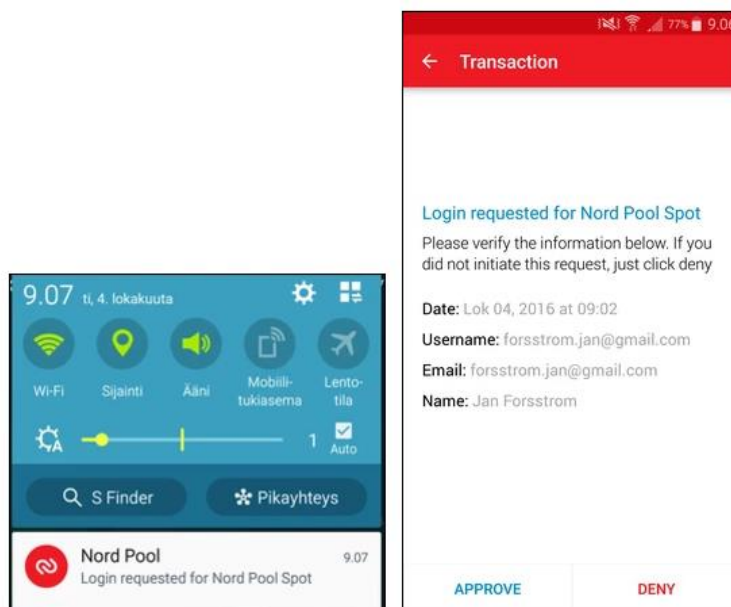 9.07 ti, 4. lokakuuta
Wi-Fi
Sijainti
Ääni
Mobiili-
tukiasema
Lento-
tila
1
Auto
S Finder
Pikayhteys
Nord Pool
9.07
Login requested for Nord Pool Spot
77% 9.06
Transaction
Login requested for Nord Pool Spot
Please verify the information below. If you
did not initiate this request, just click deny
Date: Lok 04, 2016 at 09:02
Username: forsstrom.jan@gmail.com
Email: forsstrom.jan@gmail.com
Name: Jan Forsstrom
APPROVE
DENY